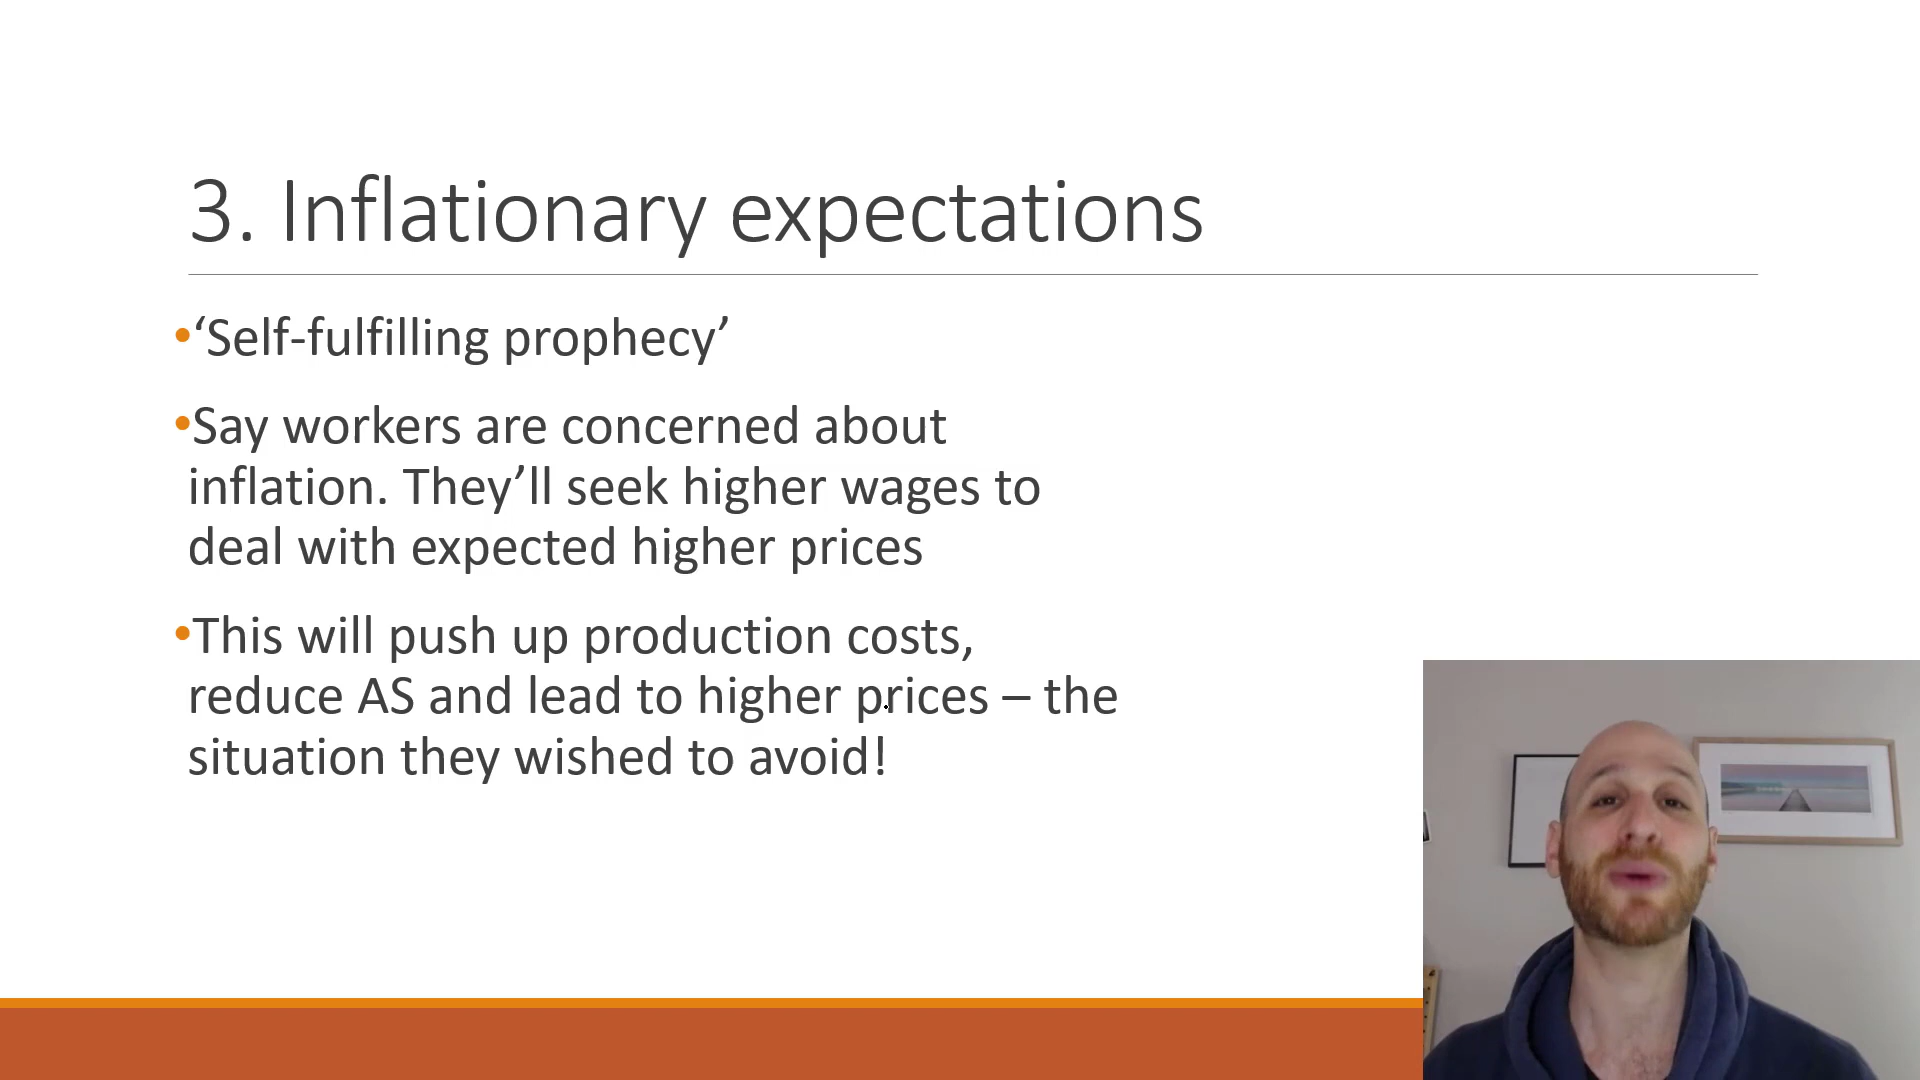 3. Inflationary expectations
•‘Self-fulfilling prophecy’
•Say workers are concerned about
inflation. They’ll seek higher wages to
deal with expected higher prices
•This will push up production costs,
reduce AS and lead to higher prices – the
situation they wished to avoid!